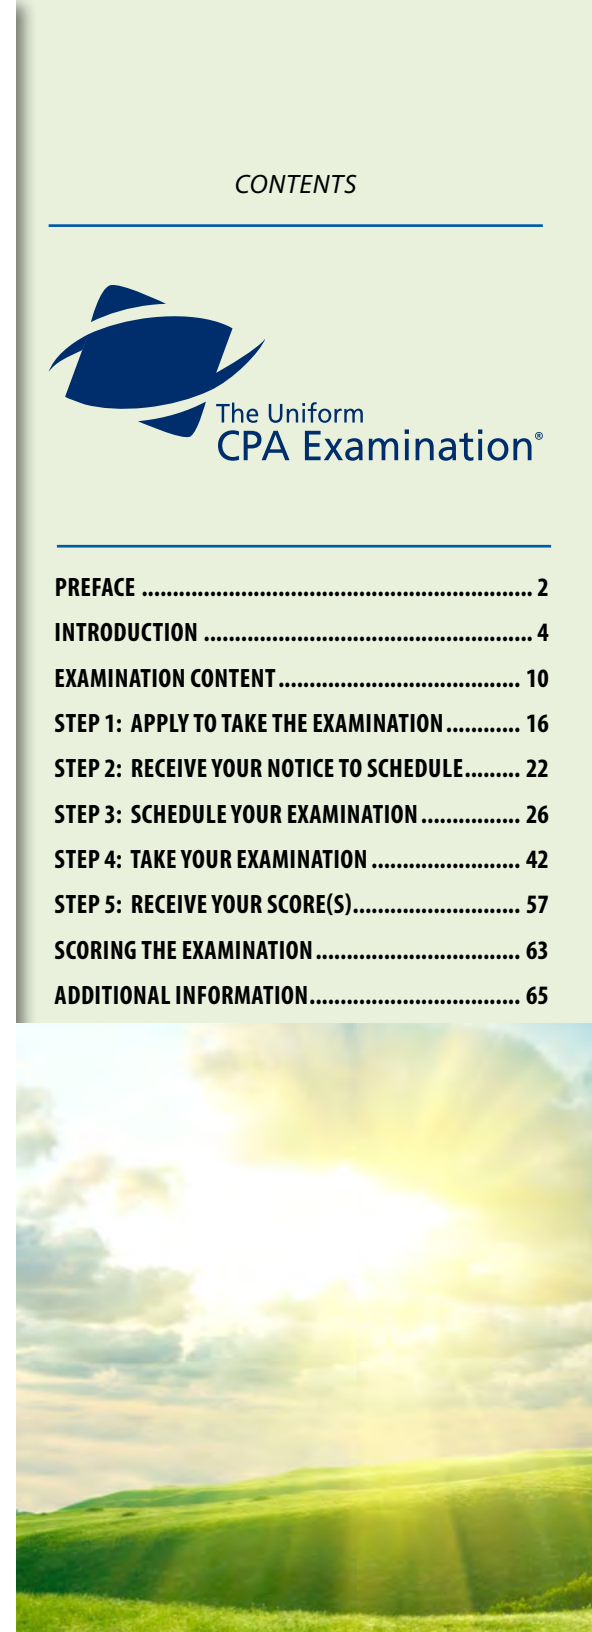 CONTENTS
The Uniform
CPA Examination®
PREFACE ............................................................... 2
INTRODUCTION ..................................................... 4
EXAMINATION CONTENT ....................................... 10
STEP 1: APPLY TO TAKE THE EXAMINATION ............ 16
STEP 2: RECEIVE YOUR NOTICE TO SCHEDULE ......... 22
STEP 3: SCHEDULE YOUR EXAMINATION ................ 26
STEP 4: TAKE YOUR EXAMINATION ........................ 42
STEP 5: RECEIVE YOUR SCORE(S) ........................... 57
SCORING THE EXAMINATION ................................. 63
ADDITIONAL INFORMATION .................................. 65